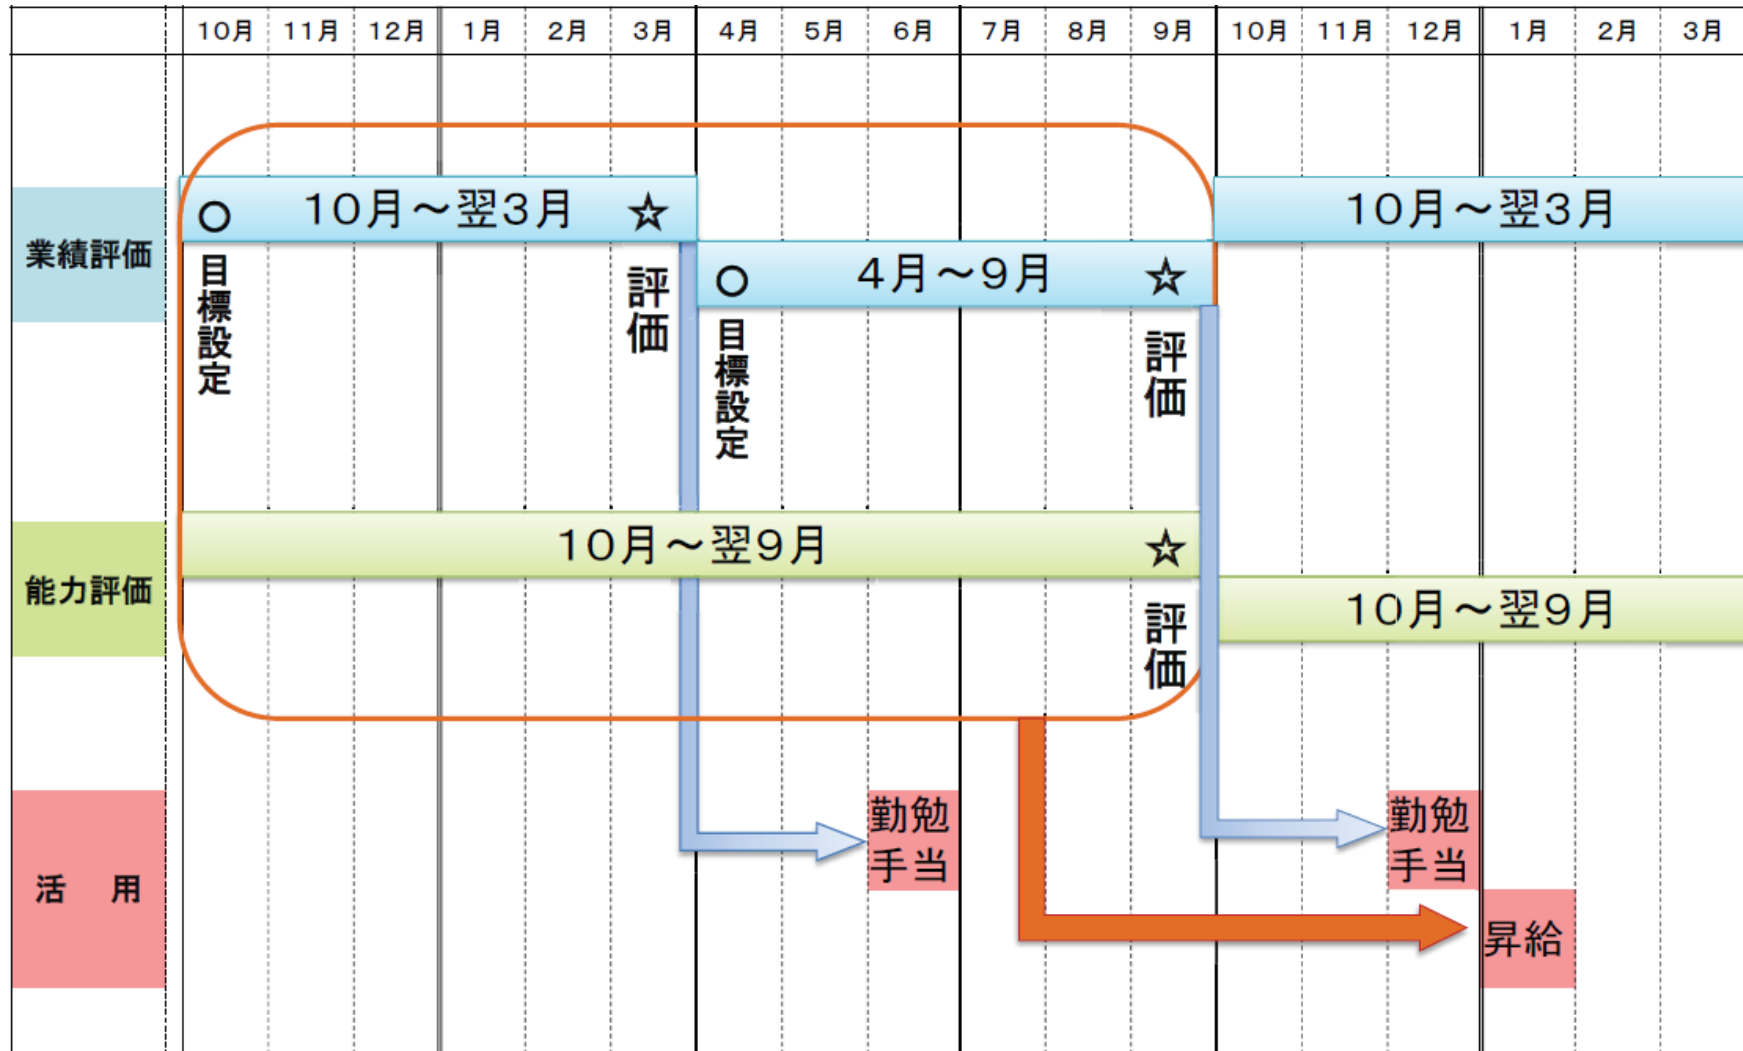 10月 11月 12月 1月 2月 3月 4月 5月 6月 7月 8月 9月 10月 11月 12月 1月 2月 3月
業績評価
○ 10月～翌3月 ☆
目標設定
評価
○ 4月～9月 ☆
目標設定
評価
10月～翌3月
能力評価
10月～翌9月 ☆
評価
10月～翌9月
活 用
勤勉
手当
勤勉
手当
昇給